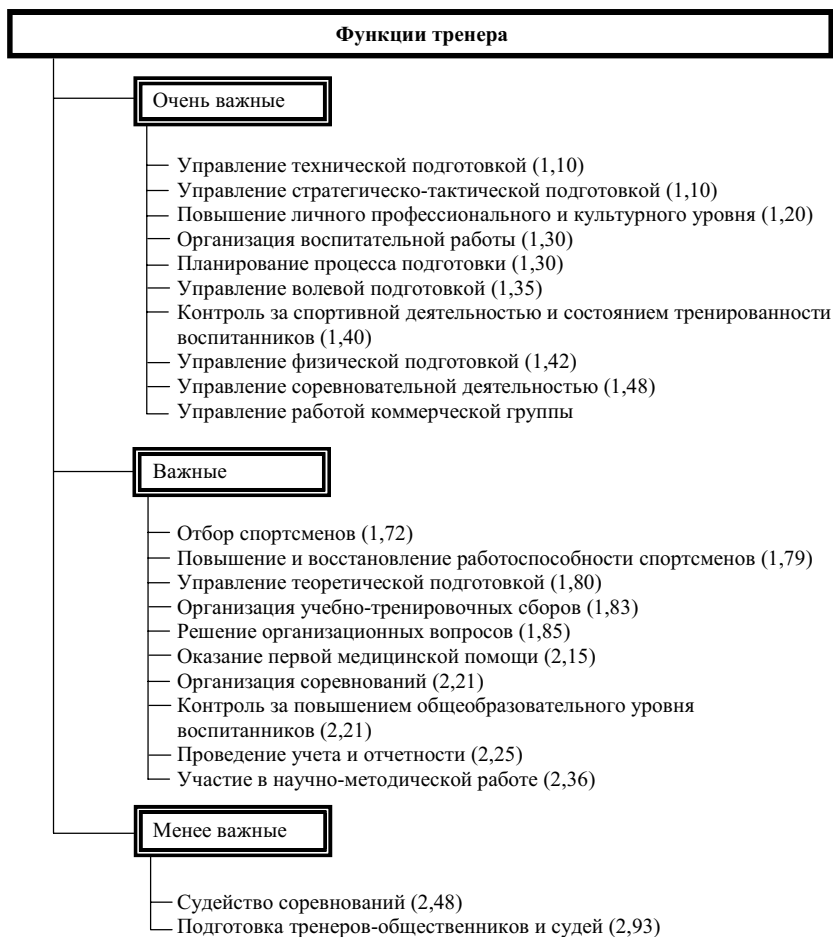 Функции тренера
Очень важные
Управление технической подготовкой (1,10)
Управление стратегическо-тактической подготовкой (1,10)
Повышение личного профессионального и культурного уровня (1,20)
Организация воспитательной работы (1,30)
Планирование процесса подготовки (1,30)
Управление волевой подготовкой (1,35)
Контроль за спортивной деятельностью и состоянием тренированности
воспитанников (1,40)
Управление физической подготовкой (1,42)
Управление соревновательной деятельностью (1,48)
Управление работой коммерческой группы
Важные
Отбор спортсменов (1,72)
Повышение и восстановление работоспособности спортсменов (1,79)
Управление теоретической подготовкой (1,80)
Организация учебно-тренировочных сборов (1,83)
Решение организационных вопросов (1,85)
Оказание первой медицинской помощи (2,15)
Организация соревнований (2,21)
Контроль за повышением общеобразовательного уровня
воспитанников (2,21)
Проведение учета и отчетности (2,25)
Участие в научно-методической работе (2,36)
Менее важные
Судейство соревнований (2,48)
Подготовка тренеров-общественников и судей (2,93)